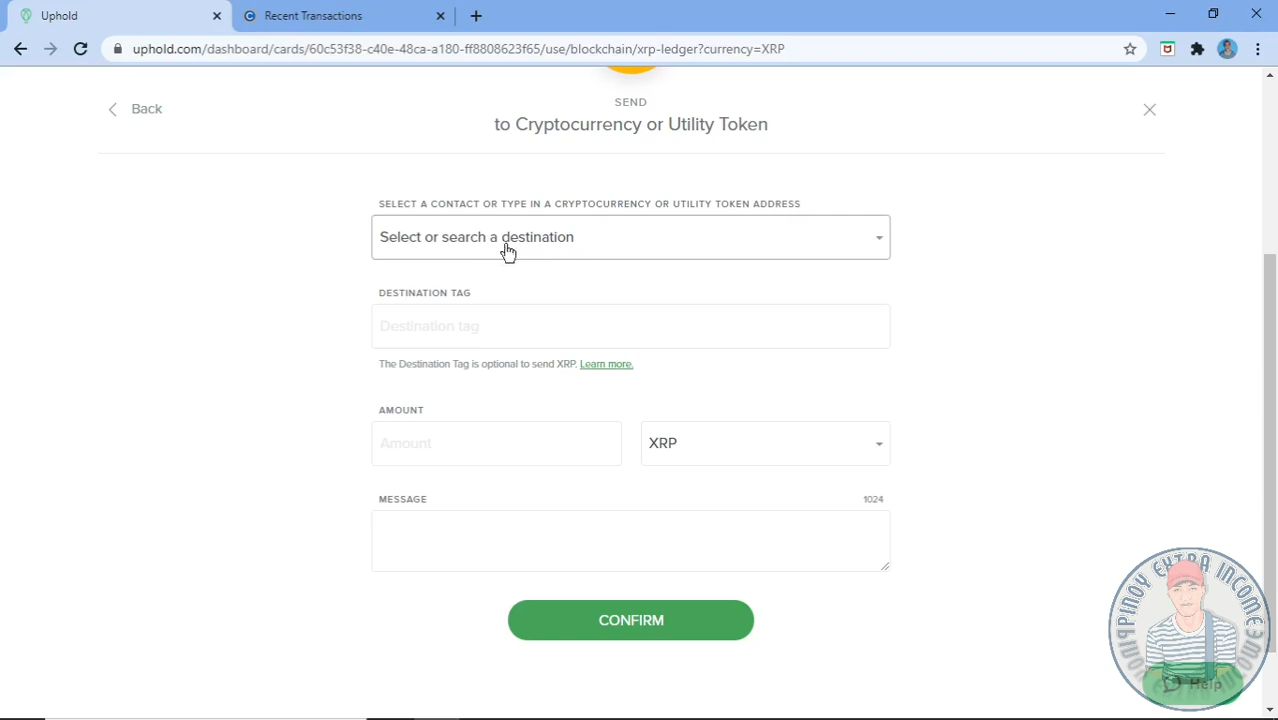 Uphold
Recent Transactions
uphold.com/dashboard/cards/60c53f38-c40e-48ca-a180-ff8808623f65/use/blockchain/xrp-ledger?currency=XRP
Back
SEND
to Cryptocurrency or Utility Token
SELECT A CONTACT OR TYPE IN A CRYPTOCURRENCY OR UTILITY TOKEN ADDRESS
Select or search a destination
DESTINATION TAG
Destination tag
The Destination Tag is optional to send XRP. Learn more.
AMOUNT
Amount
XRP
MESSAGE
1024
CONFIRM
PINOY EXTRA INCOME
Help